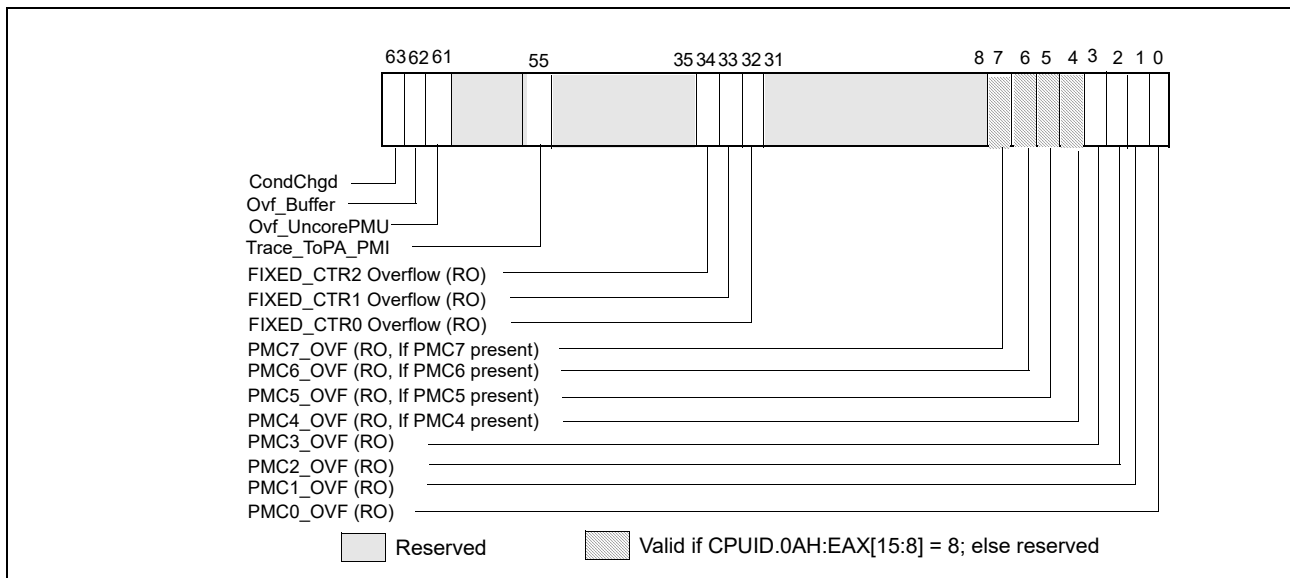 63 62 61 55 35 34 33 32 31 8 7 6 5 4 3 2 1 0
CondChgd
Ovf_Buffer
Ovf_UncorePMU
Trace_ToPA_PMI
FIXED_CTR2 Overflow (RO)
FIXED_CTR1 Overflow (RO)
FIXED_CTR0 Overflow (RO)
PMC7_OVF (RO, If PMC7 present)
PMC6_OVF (RO, If PMC6 present)
PMC5_OVF (RO, If PMC5 present)
PMC4_OVF (RO, If PMC4 present)
PMC3_OVF (RO)
PMC2_OVF (RO)
PMC1_OVF (RO)
PMC0_OVF (RO)
Reserved Valid if CPUID.0AH:EAX[15:8] = 8; else reserved